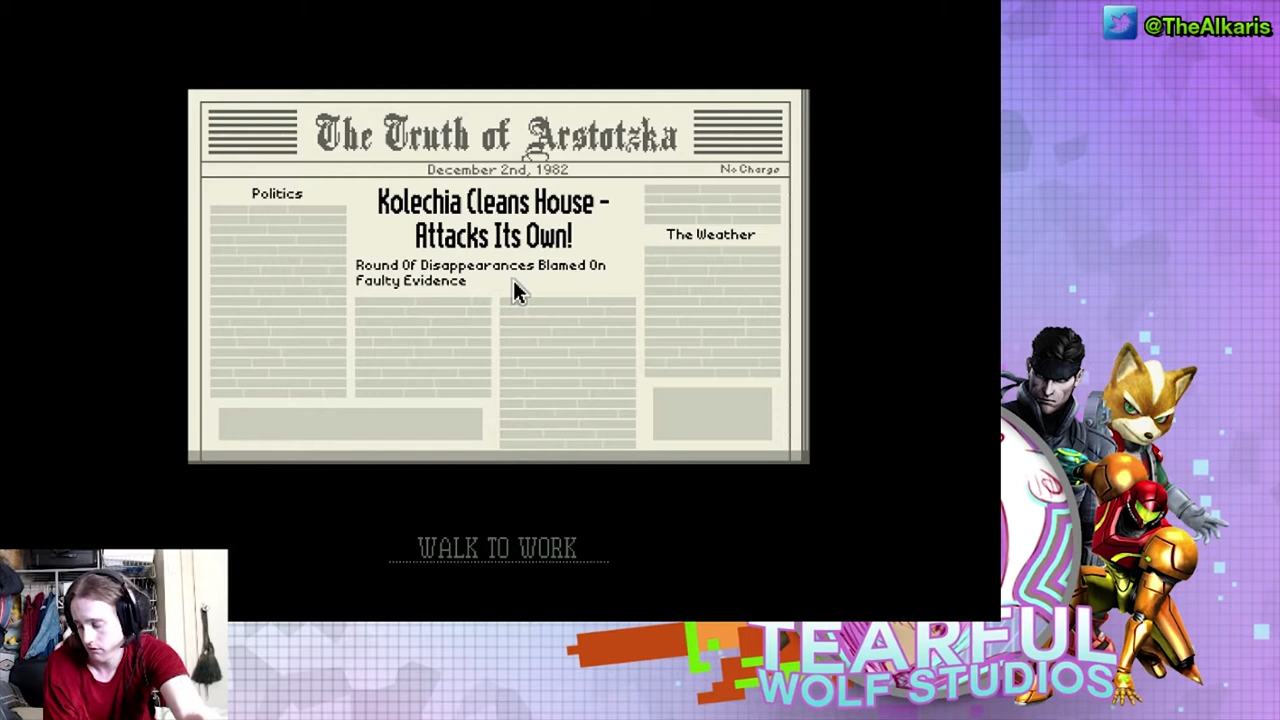 @TheAlkaris
The Truth of Arstotzka
December 2nd, 1982
No Charge
Politics
Kolechia Cleans House -
Attacks Its Own!
Round Of Disappearances Blamed On
Faulty Evidence
The Weather
WALK TO WORK
TEARFUL
WOLF STUDIOS